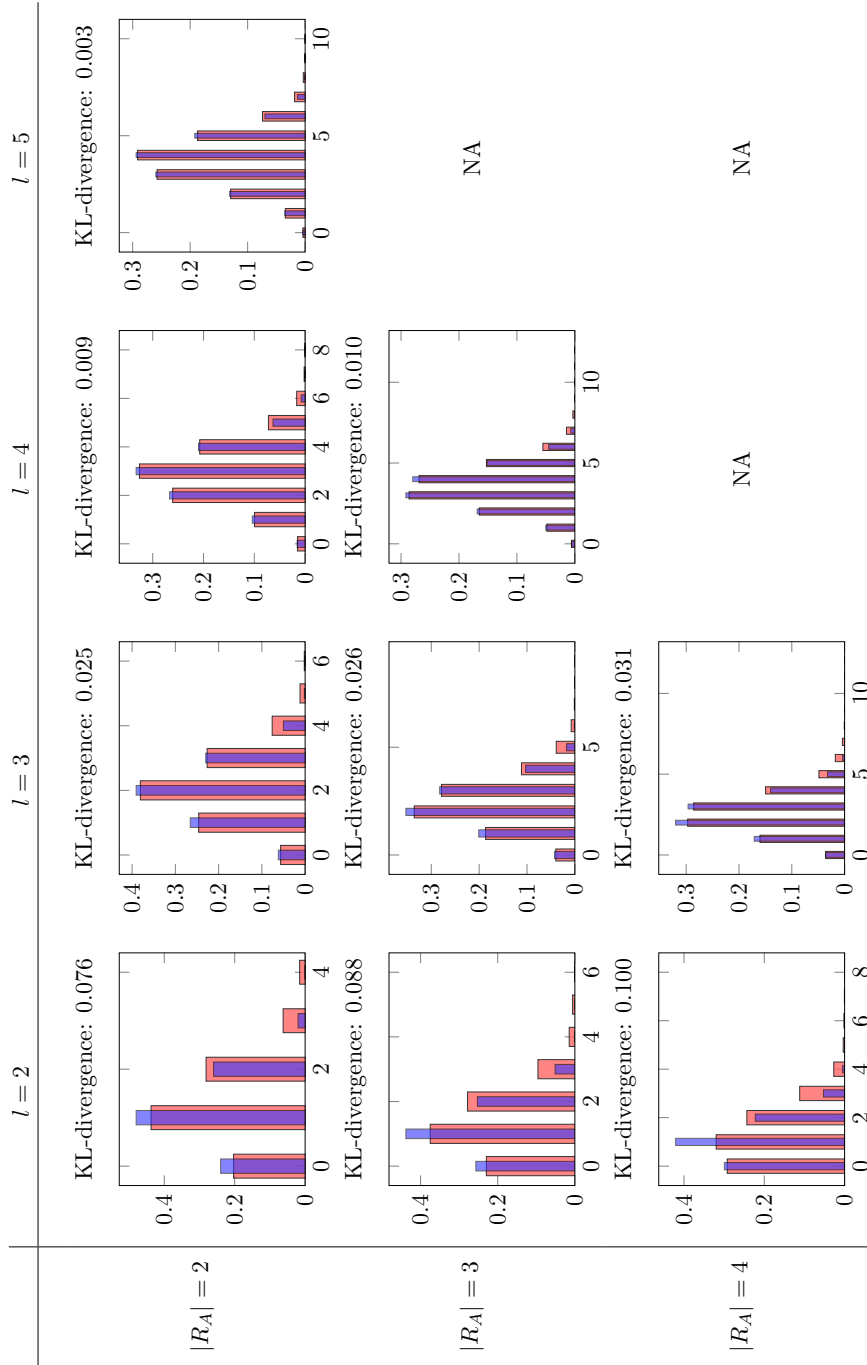 l = 2
l = 3
l = 4
l = 5
|R_A| = 2
KL-divergence: 0.076
0.4
0.2
0
0 2 4
KL-divergence: 0.025
0.4
0.3
0.2
0.1
0
0 2 4 6
KL-divergence: 0.009
0.3
0.2
0.1
0
0 2 4 6 8
KL-divergence: 0.003
0.3
0.2
0.1
0
0 5 10
|R_A| = 3
KL-divergence: 0.088
0.4
0.2
0
0 2 4 6
KL-divergence: 0.026
0.3
0.2
0.1
0
0 5
KL-divergence: 0.010
0.3
0.2
0.1
0
0 5 10
NA
|R_A| = 4
KL-divergence: 0.100
0.4
0.2
0
0 2 4 6 8
KL-divergence: 0.031
0.3
0.2
0.1
0
0 5 10
NA
NA